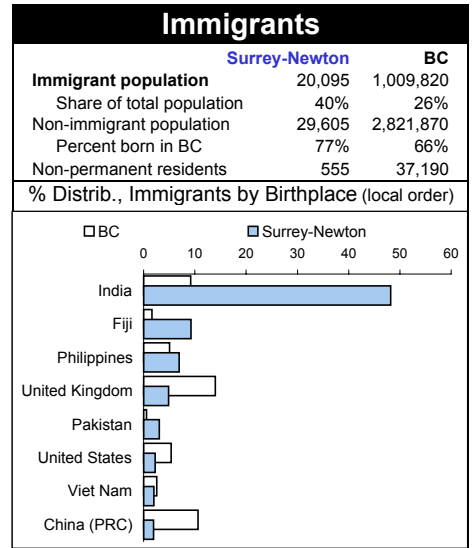 Immigrants
Surrey-Newton BC
Immigrant population 20,095 1,009,820
Share of total population 40% 26%
Non-immigrant population 29,605 2,821,870
Percent born in BC 77% 66%
Non-permanent residents 555 37,190
% Distrib., Immigrants by Birthplace (local order)
BC Surrey-Newton
0 10 20 30 40 50 60
India
Fiji
Philippines
United Kingdom
Pakistan
United States
Viet Nam
China (PRC)